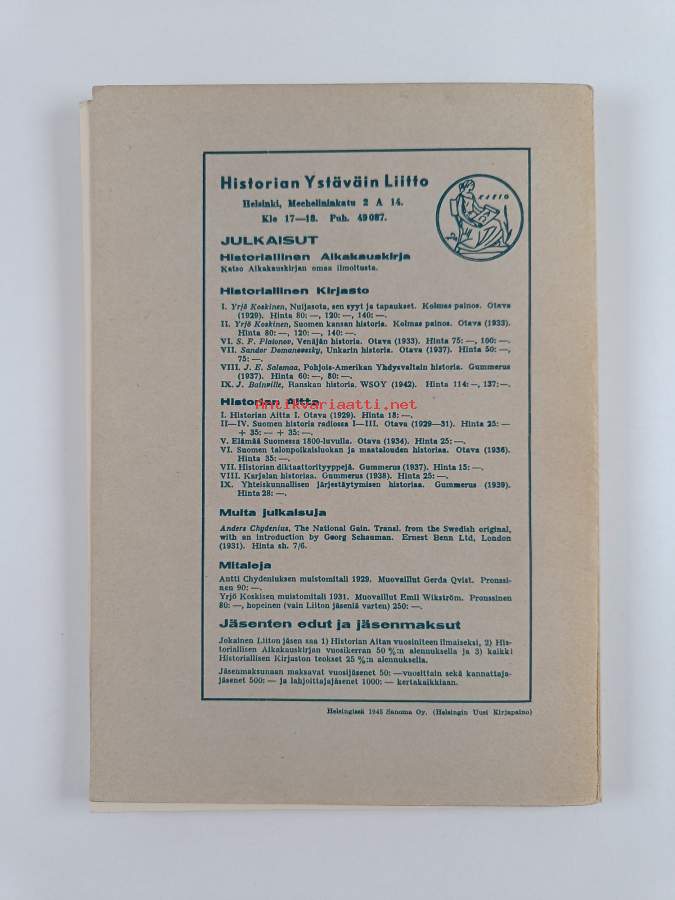 Historian Ystäväin Liitto
Helsinki, Mechelininkatu 2 A 14.
Klo 17—18. Puh. 49087.
KLIO
JULKAISUT
Historiallinen Aikakauskirja
Katso Aikakauskirjan omaa ilmoitusta.
Historiallinen Kirjasto
I. Yrjö Koskinen, Nuijasota, sen syyt ja tapaukset. Kolmas painos. Otava
(1929). Hinta 80: —, 120: —, 140: —.
II. Yrjö Koskinen, Suomen kansan historia. Kolmas painos. Otava (1933).
Hinta 80: —, 120: —, 140: —.
VI. S. F. Platonov, Venäjän historia. Otava (1933). Hinta 75: —, 100: —.
VII. Sandor Domanovszky, Unkarin historia. Otava (1937). Hinta 50: —,
75: —.
VIII. J. E. Salomaa, Pohjois-Amerikan Yhdysvaltain historia. Gummerus
(1937). Hinta 60: —, 80: —.
IX. J. Bainville, Ranskan historia. WSOY (1942). Hinta 114: —, 137: —.
Historian Aitta
antikvariaatti.net
I. Historian Aitta I. Otava (1929). Hinta 18: —.
II—IV. Suomen historia radiossa I—III. Otava (1929—31). Hinta 25: —
+ 35: — + 35: —.
V. Elämää Suomessa 1800-luvulla. Otava (1934). Hinta 25: —.
VI. Suomen talonpoikaisluokan ja maatalouden historiaa. Otava (1936).
Hinta 35: —.
VII. Historian diktaattorityyppejä. Gummerus (1937). Hinta 15: —.
VIII. Karjalan historiaa. Gummerus (1938). Hinta 25: —.
IX. Yhteiskunnallisen järjestäytymisen historiaa. Gummerus (1939).
Hinta 28: —.
Muita julkaisuja
Anders Chydenius, The National Gain. Transl. from the Swedish original,
with an introduction by Georg Schauman. Ernest Benn Ltd, London
(1931). Hinta sh. 7/6.
Mitaleja
Antti Chydeniuksen muistomitali 1929. Muovaillut Gerda Qvist. Pronssi-
nen 90: —.
Yrjö Koskisen muistomitali 1931. Muovaillut Emil Wikström. Pronssinen
80: —, hopeinen (vain Liiton jäseniä varten) 250: —.
Jäsenten edut ja jäsenmaksut
Jokainen Liiton jäsen saa 1) Historian Aitan vuosiniteen ilmaiseksi, 2) His-
toriallisen Aikakauskirjan vuosikerran 50 %:n alennuksella ja 3) kaikki
Historiallisen Kirjaston teokset 25 %:n alennuksella.
Jäsenmaksunaan maksavat vuosijäsenet 50: — vuosittain sekä kannattaja-
jäsenet 500: — ja lahjoittajajäsenet 1000: — kertakaikkiaan.
Helsingissä 1943 Sanoma Oy. (Helsingin Uusi Kirjapaino)